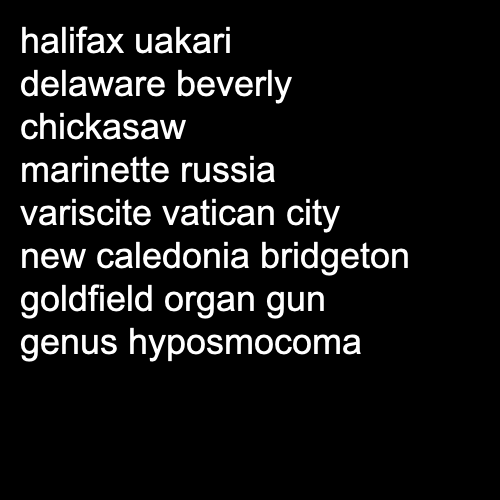 halifax uakari
delaware beverly
chickasaw
marinette russia
variscite vatican city
new caledonia bridgeton
goldfield organ gun
genus hyposmocoma